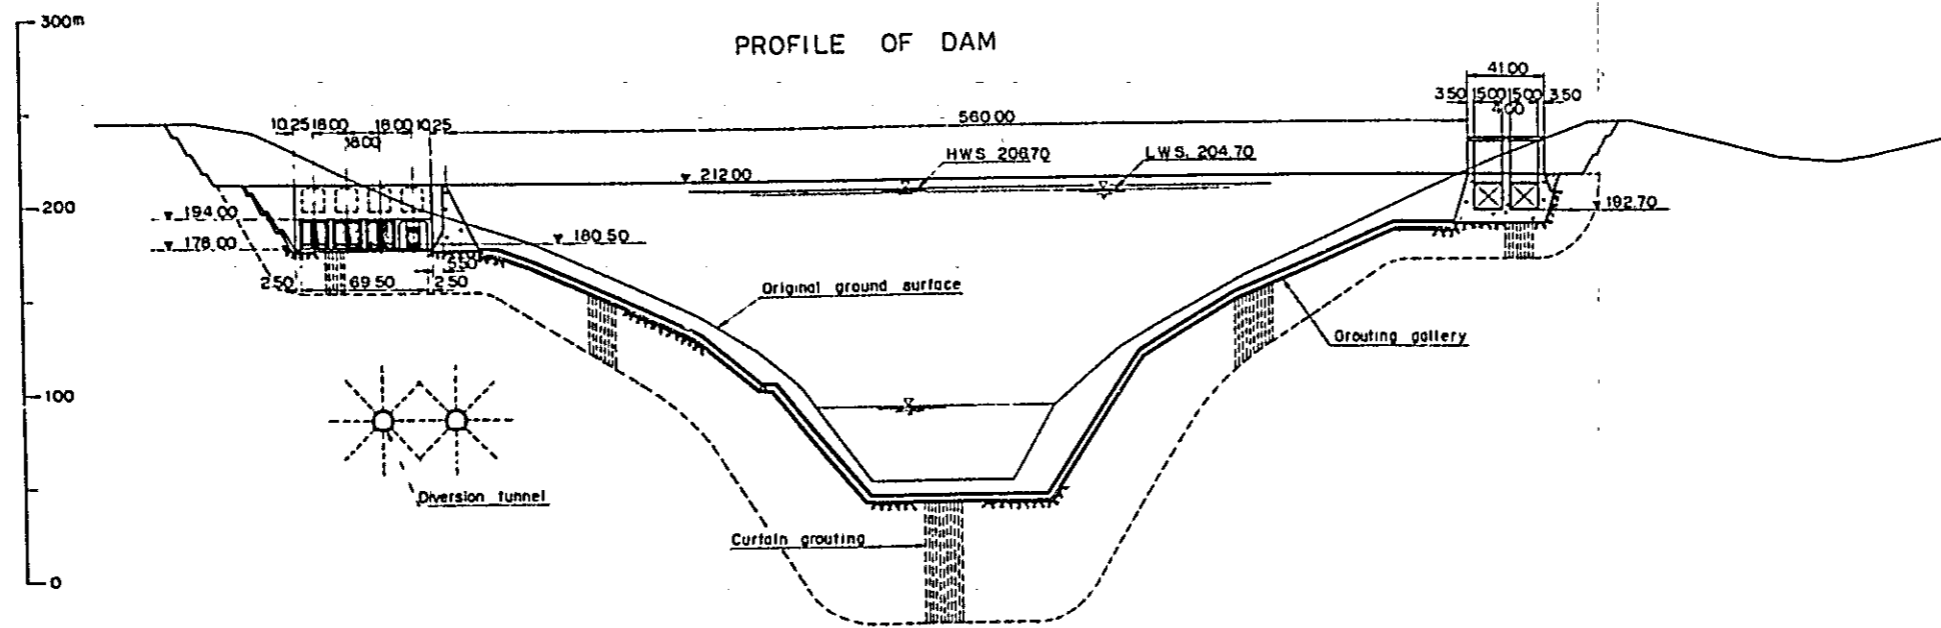 300m
PROFILE OF DAM
41.00
3.50 15.00 15.00 3.50
4.00
10.25 18.00 18.00 10.25
18.00
560.00
HWS 206.70
LWS. 204.70
212.00
200
194.00
192.70
178.00
180.50
5.50
2.50 69.50 2.50
Original ground surface
Grouting gallery
100
Diversion tunnel
Curtain grouting
0